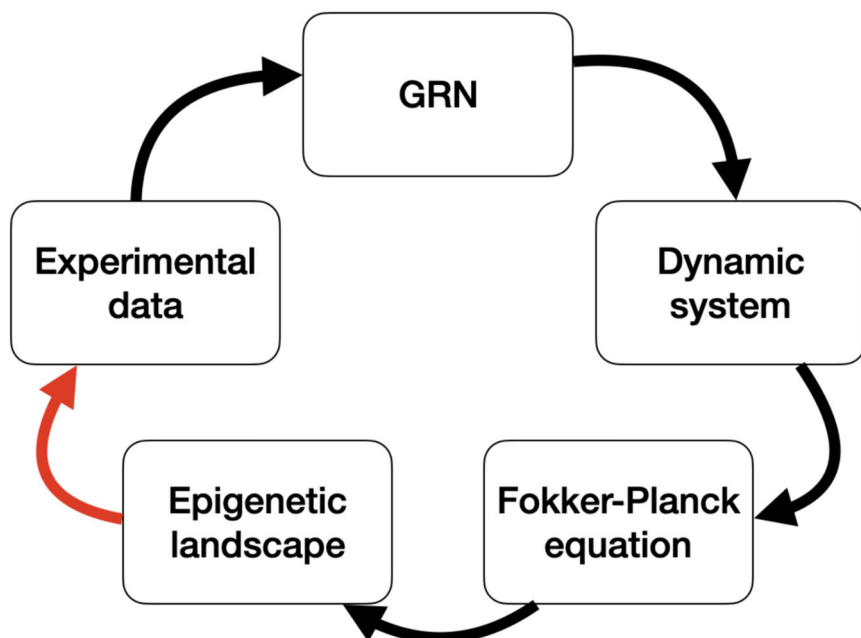 GRN
Experimental
data
Dynamic
system
Epigenetic
landscape
Fokker-Planck
equation